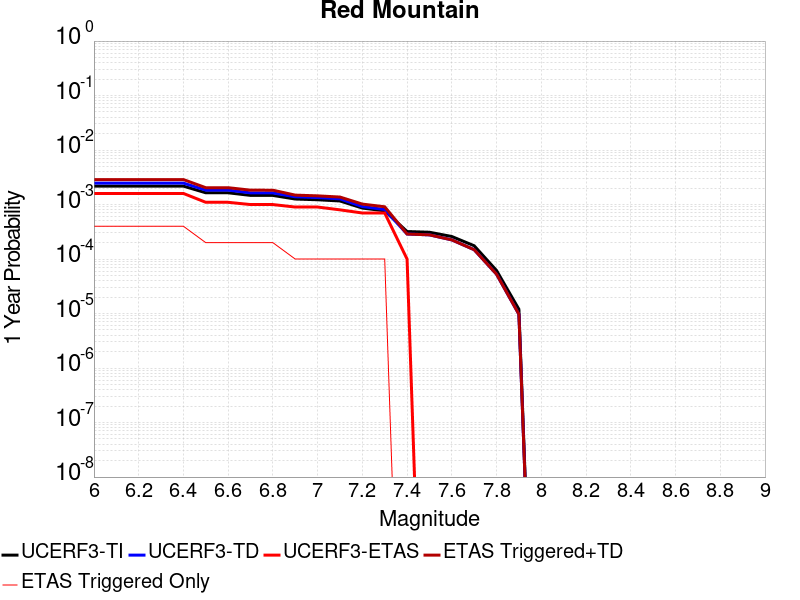 Red Mountain
1 Year Probability
10^0
10^-1
10^-2
10^-3
10^-4
10^-5
10^-6
10^-7
10^-8
6 6.2 6.4 6.6 6.8 7 7.2 7.4 7.6 7.8 8 8.2 8.4 8.6 8.8 9
Magnitude
UCERF3-TI UCERF3-TD UCERF3-ETAS ETAS Triggered+TD
ETAS Triggered Only